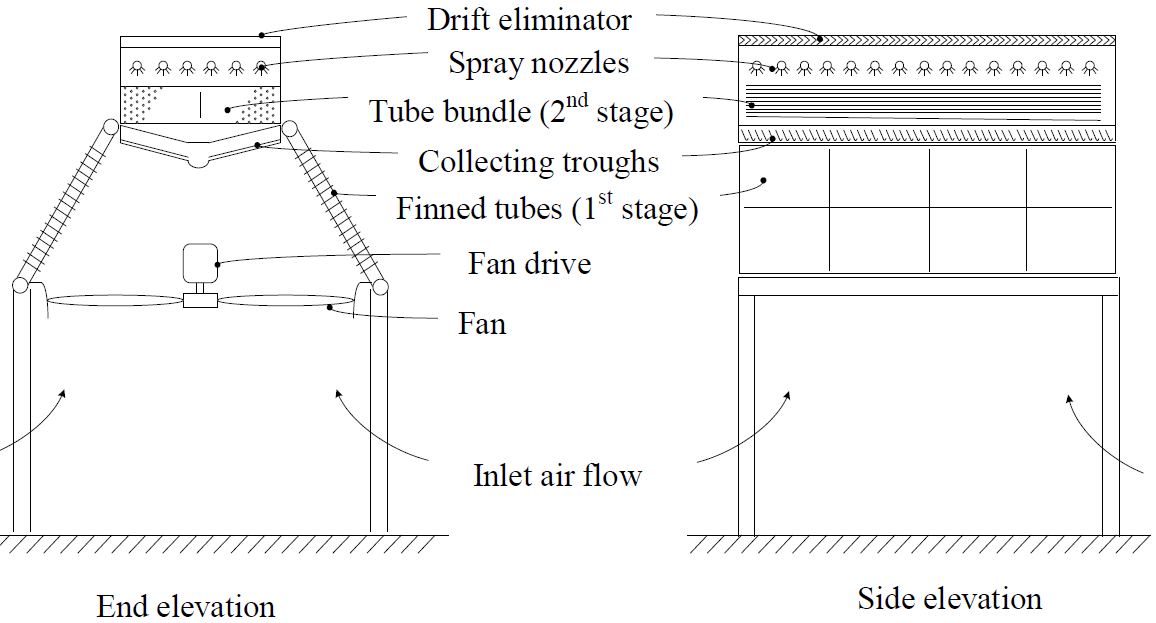 Drift eliminator
Spray nozzles
Tube bundle (2nd stage)
Collecting troughs
Finned tubes (1st stage)
Fan drive
Fan
Inlet air flow
End elevation
Side elevation